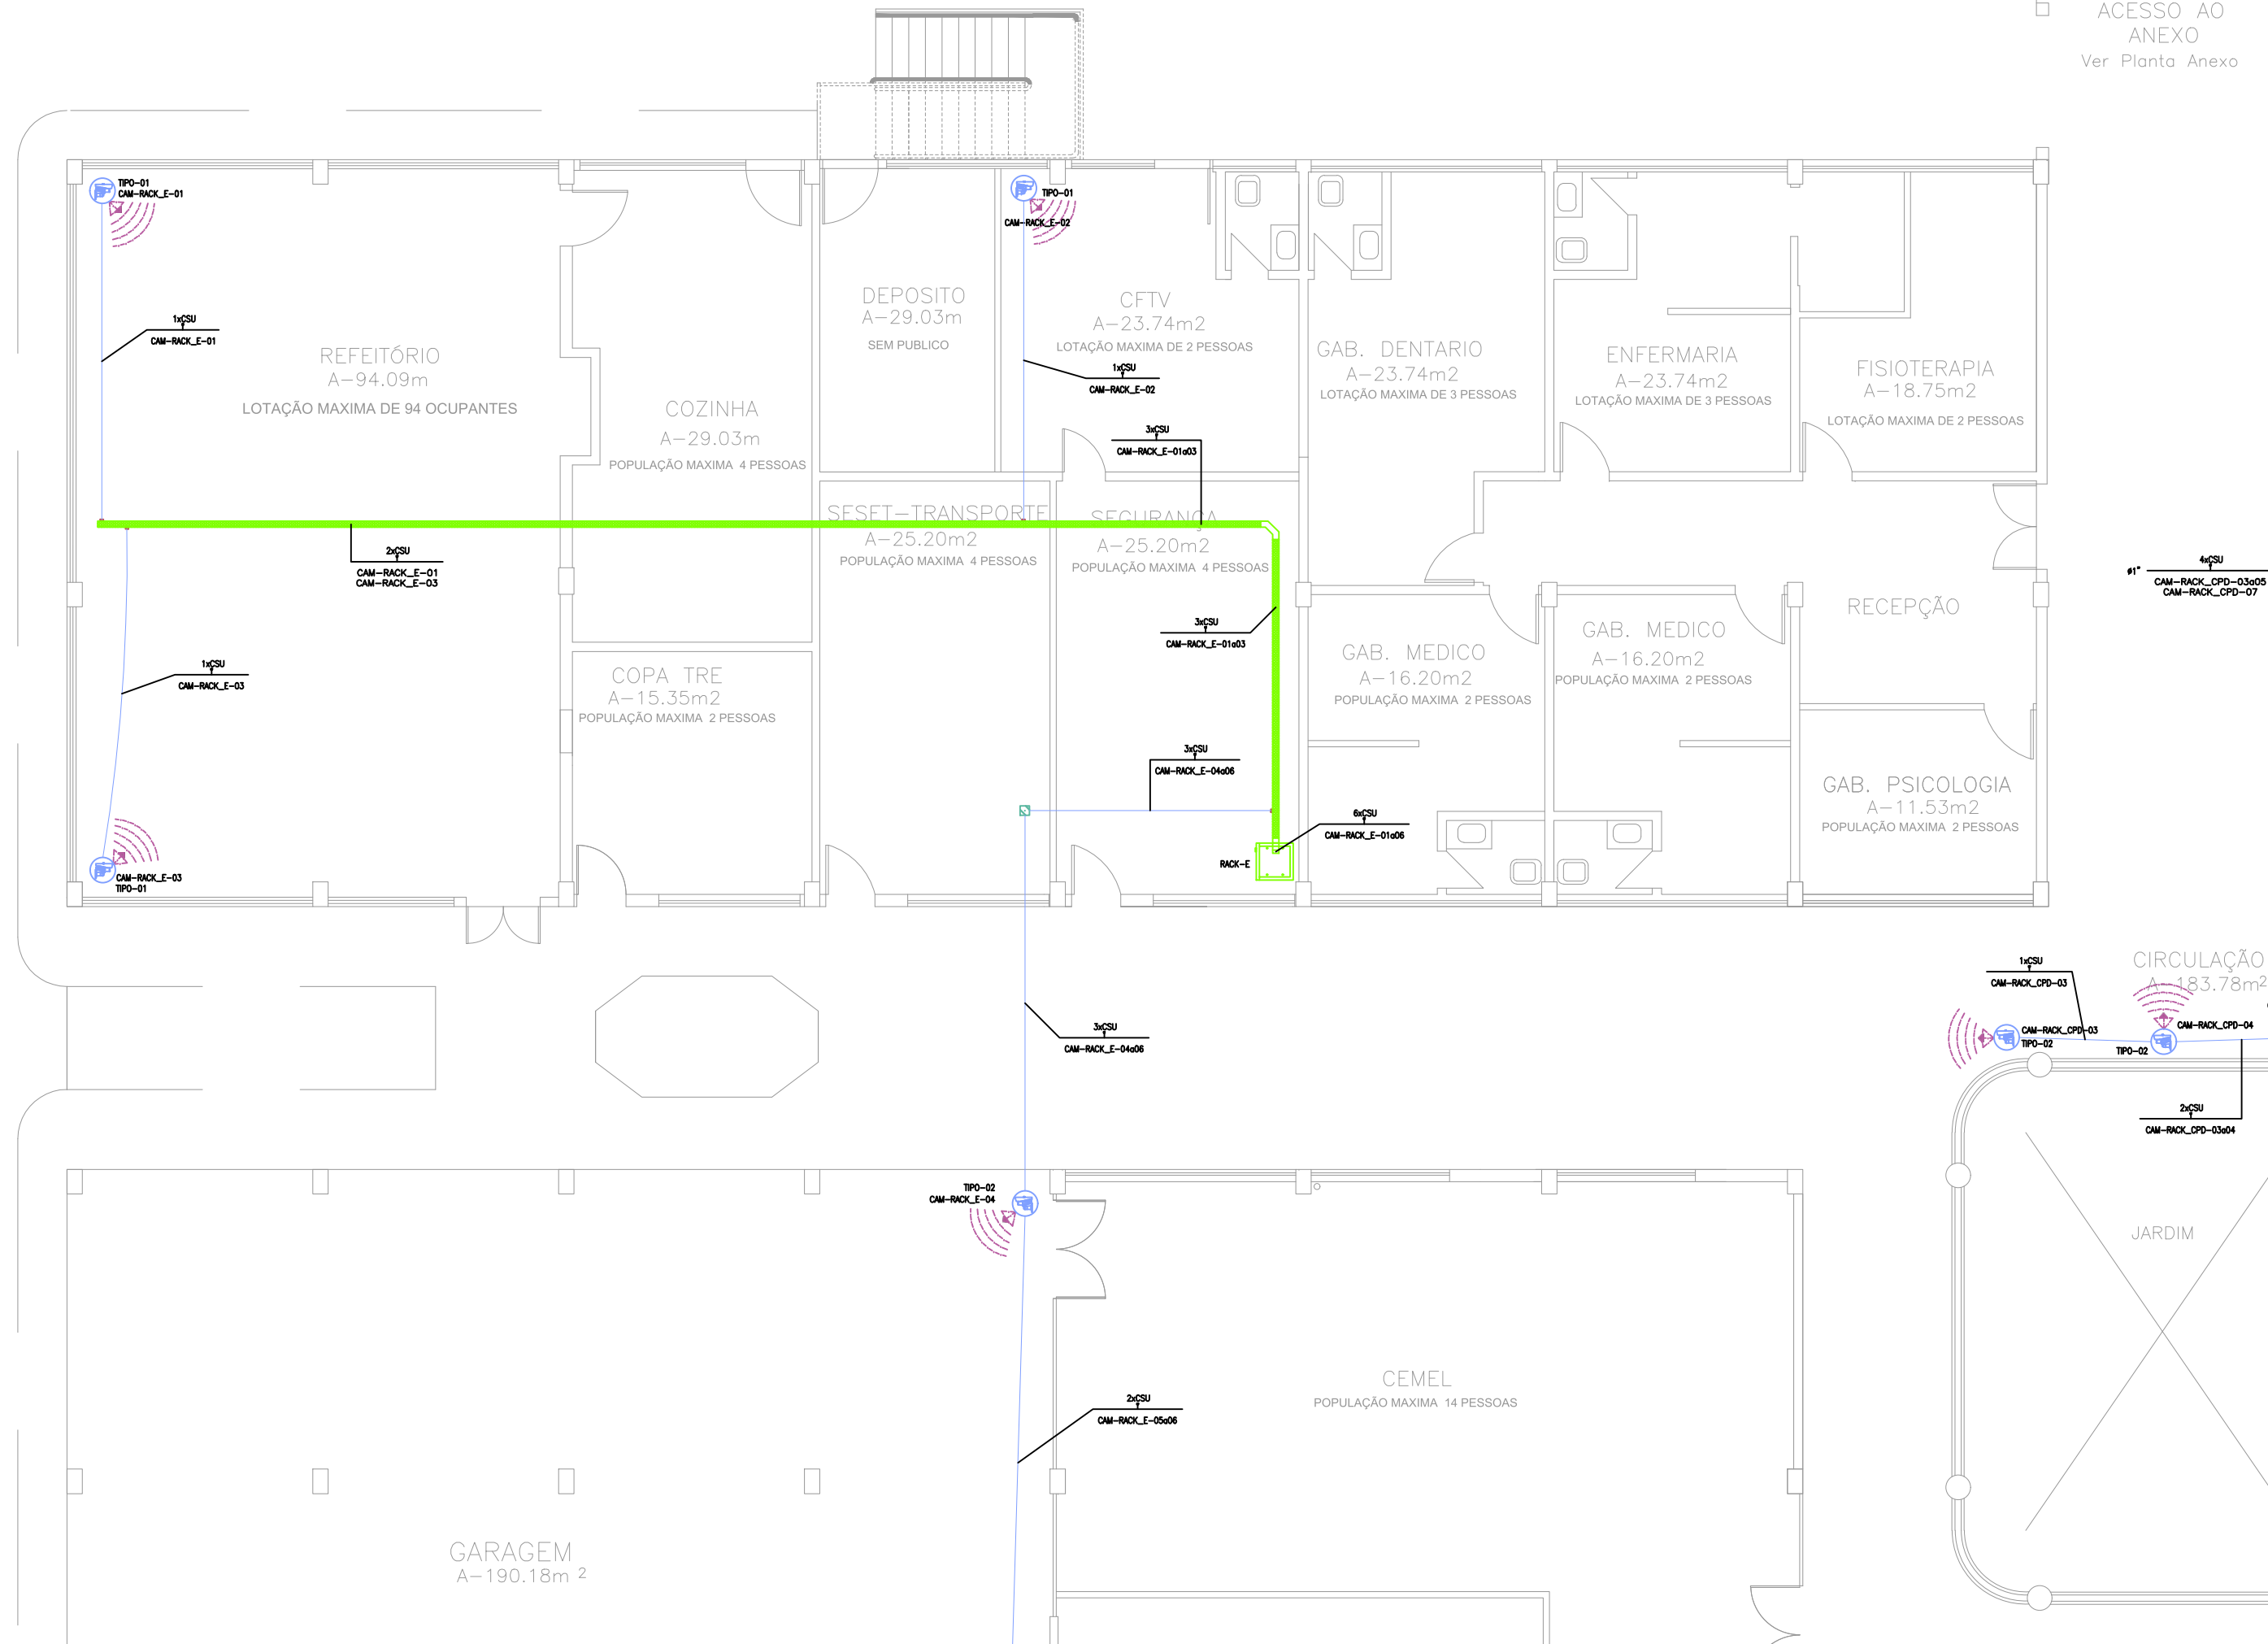 ACESSO AO
ANEXO
Ver Planta Anexo
TIPO-01
CAM-RACK_E-01
TIPO-01
CAM-RACK_E-02
1xCSU
CAM-RACK_E-01
REFEITÓRIO
A-94.09m
LOTAÇÃO MAXIMA DE 94 OCUPANTES
COZINHA
A-29.03m
POPULAÇÃO MAXIMA 4 PESSOAS
DEPOSITO
A-29.03m
SEM PUBLICO
CFTV
A-23.74m2
LOTAÇÃO MAXIMA DE 2 PESSOAS
1xCSU
CAM-RACK_E-02
GAB. DENTARIO
A-23.74m2
LOTAÇÃO MAXIMA DE 3 PESSOAS
ENFERMARIA
A-23.74m2
LOTAÇÃO MAXIMA DE 3 PESSOAS
FISIOTERAPIA
A-18.75m2
LOTAÇÃO MAXIMA DE 2 PESSOAS
3xCSU
CAM-RACK_E-01a03
SESET-TRANSPORTE
A-25.20m2
POPULAÇÃO MAXIMA 4 PESSOAS
SEGURANÇA
A-25.20m2
POPULAÇÃO MAXIMA 4 PESSOAS
2xCSU
CAM-RACK_E-01
CAM-RACK_E-03
ø1"
4xCSU
CAM-RACK_CPD-03a05
CAM-RACK_CPD-07
RECEPÇÃO
3xCSU
CAM-RACK_E-01a03
GAB. MEDICO
A-16.20m2
POPULAÇÃO MAXIMA 2 PESSOAS
GAB. MEDICO
A-16.20m2
POPULAÇÃO MAXIMA 2 PESSOAS
1xCSU
CAM-RACK_E-03
COPA TRE
A-15.35m2
POPULAÇÃO MAXIMA 2 PESSOAS
3xCSU
CAM-RACK_E-04a06
GAB. PSICOLOGIA
A-11.53m2
POPULAÇÃO MAXIMA 2 PESSOAS
6xCSU
CAM-RACK_E-01a06
RACK-E
CAM-RACK_E-03
TIPO-01
CIRCULAÇÃO
A-183.78m2
1xCSU
CAM-RACK_CPD-03
CAM-RACK_CPD-03
TIPO-02
CAM-RACK_CPD-04
TIPO-02
3xCSU
CAM-RACK_E-04a06
2xCSU
CAM-RACK_CPD-03a04
TIPO-02
CAM-RACK_E-04
JARDIM
CEMEL
POPULAÇÃO MAXIMA 14 PESSOAS
2xCSU
CAM-RACK_E-05a06
GARAGEM
A-190.18m 2